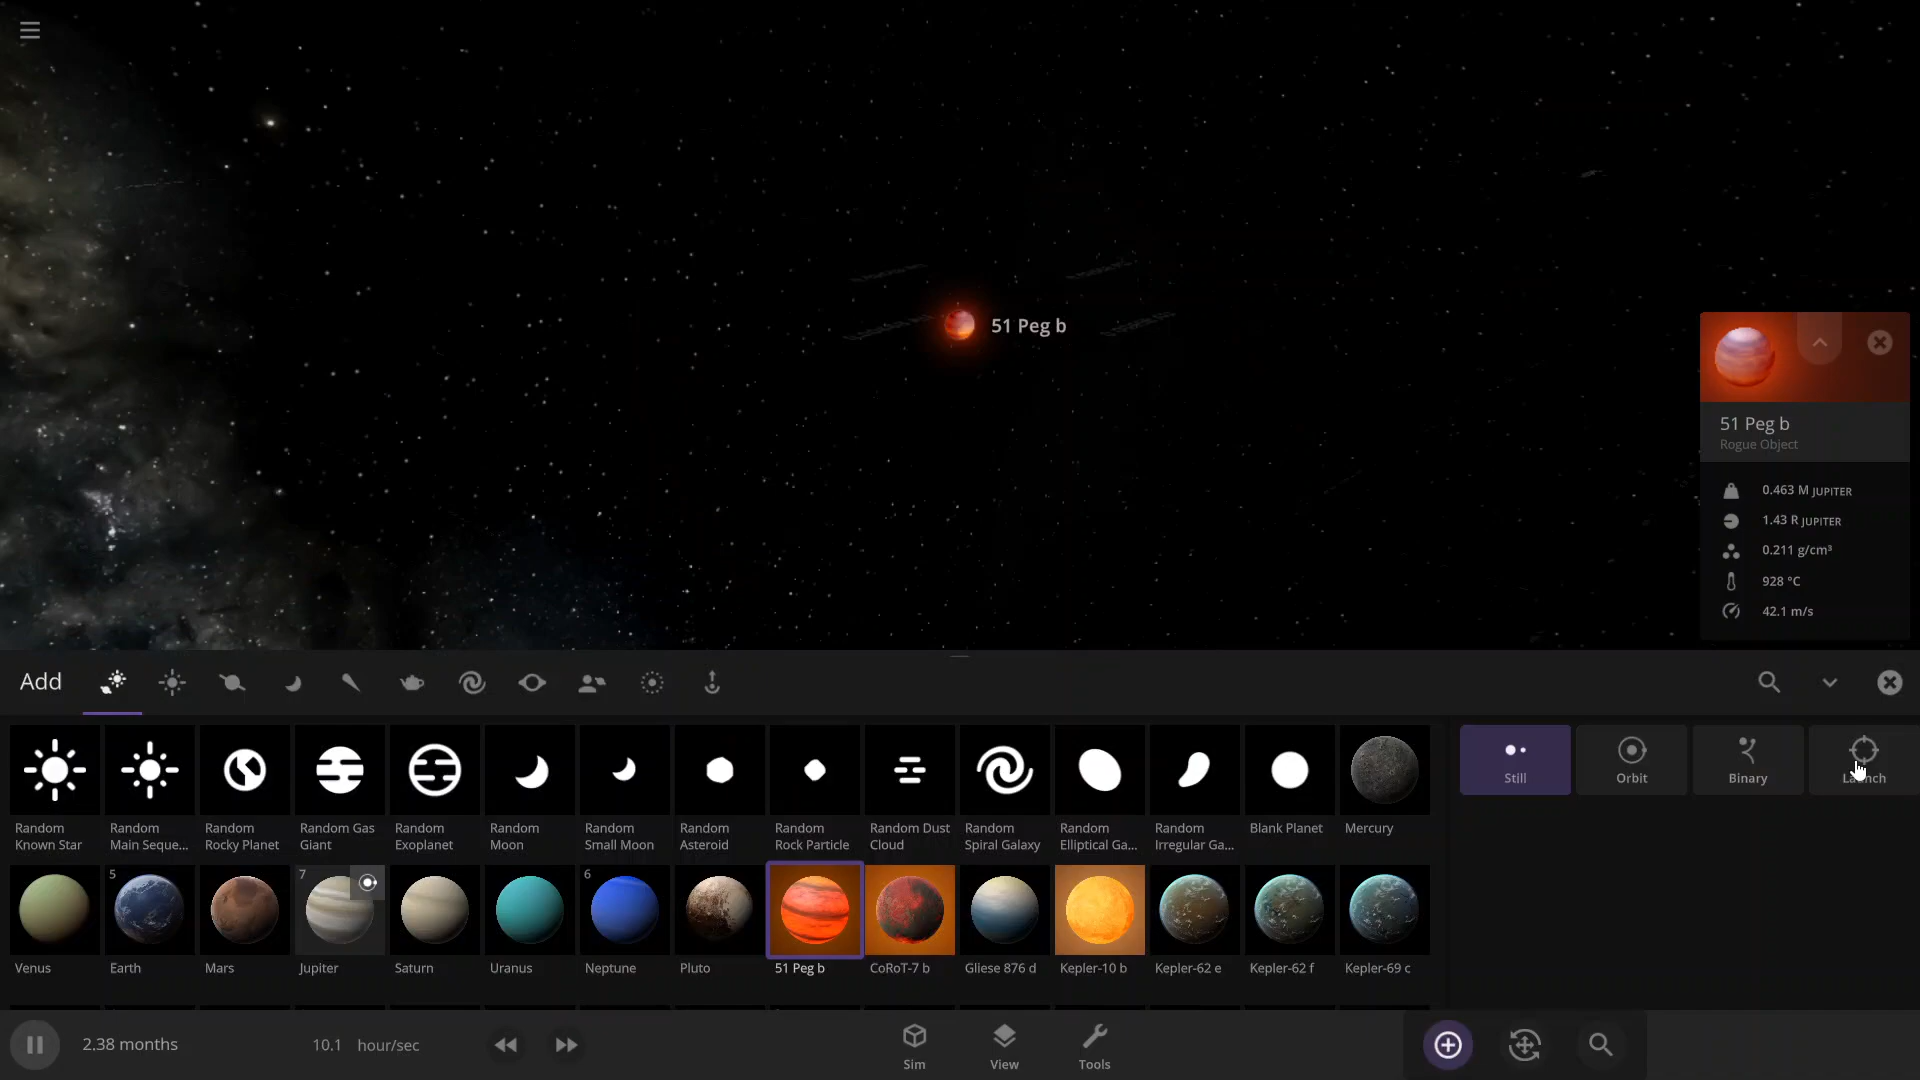 51 Peg b
51 Peg b
Rogue Object
0.463 M JUPITER
1.43 R JUPITER
0.211 g/cm³
928 °C
42.1 m/s
Add
Still
Orbit
Binary
Launch
Random Known Star
Random Main Seque...
Random Rocky Planet
Random Gas Giant
Random Exoplanet
Random Moon
Random Small Moon
Random Asteroid
Random Rock Particle
Random Dust Cloud
Random Spiral Galaxy
Random Elliptical Ga...
Random Irregular Ga...
Blank Planet
Mercury
5
7
6
Venus
Earth
Mars
Jupiter
Saturn
Uranus
Neptune
Pluto
51 Peg b
CoRoT-7 b
Gliese 876 d
Kepler-10 b
Kepler-62 e
Kepler-62 f
Kepler-69 c
2.38 months
10.1 hour/sec
Sim
View
Tools